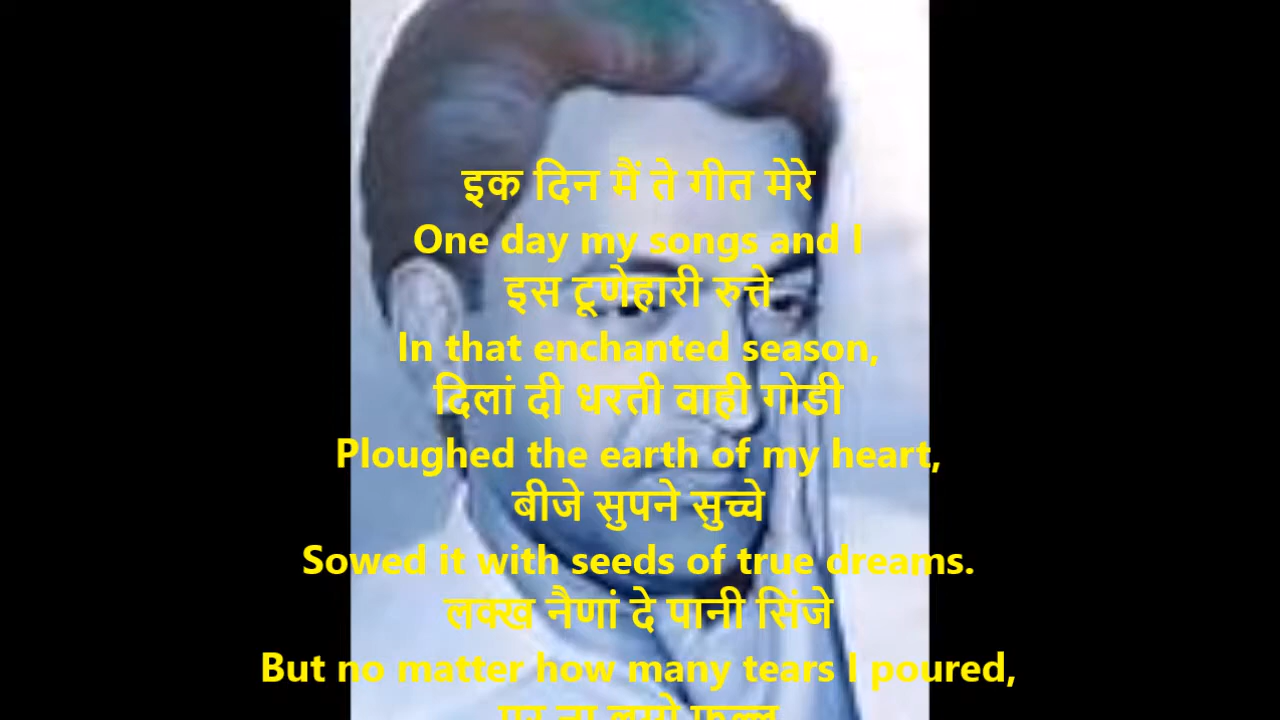 इक दिन मैं ते गीत मेरे
One day my songs and I
इस टूणेहारी रुत्ते
In that enchanted season,
दिलां दी धरती वाही गोडी
Ploughed the earth of my heart,
बीजे सुपने सुच्चे
Sowed it with seeds of true dreams.
लक्ख नैणां दे पानी सिंजे
But no matter how many tears I poured,